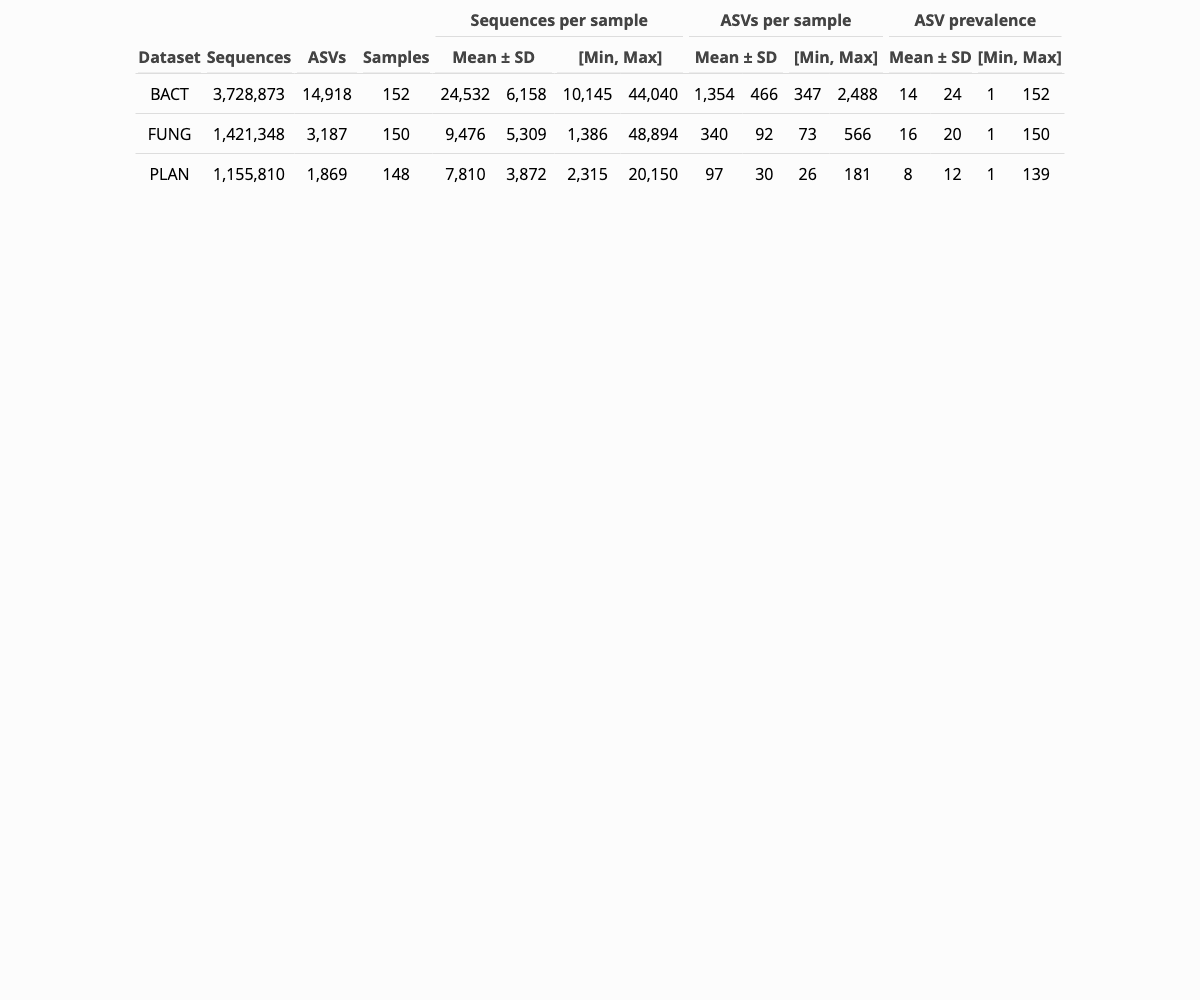 Sequences per sample ASVs per sample ASV prevalence
Dataset Sequences ASVs Samples Mean ± SD [Min, Max] Mean ± SD [Min, Max] Mean ± SD [Min, Max]
BACT 3,728,873 14,918 152 24,532 6,158 10,145 44,040 1,354 466 347 2,488 14 24 1 152
FUNG 1,421,348 3,187 150 9,476 5,309 1,386 48,894 340 92 73 566 16 20 1 150
PLAN 1,155,810 1,869 148 7,810 3,872 2,315 20,150 97 30 26 181 8 12 1 139